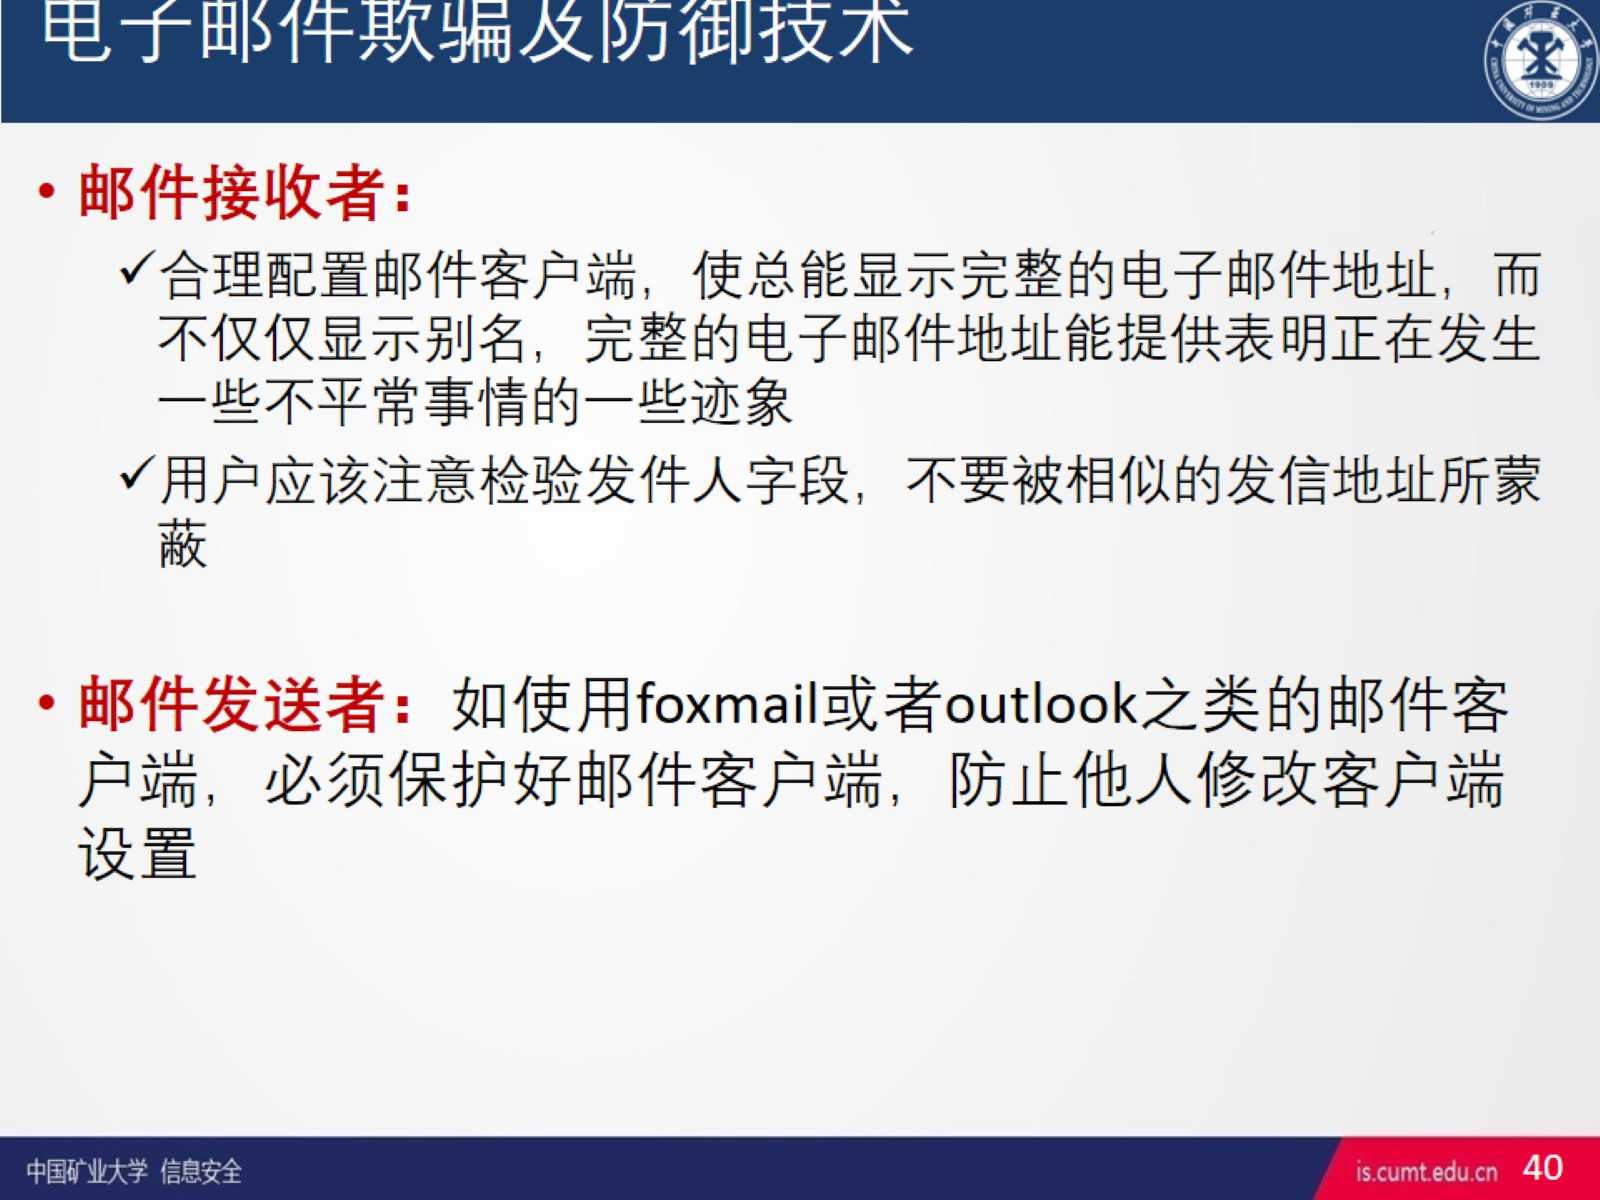 电子邮件欺骗及防御技术
CHINA UNIVERSITY OF MINING AND TECHNOLOGY
1909
• 邮件接收者：
✓合理配置邮件客户端，使总能显示完整的电子邮件地址，而
不仅仅显示别名，完整的电子邮件地址能提供表明正在发生
一些不平常事情的一些迹象
✓用户应该注意检验发件人字段，不要被相似的发信地址所蒙
蔽
• 邮件发送者：如使用foxmail或者outlook之类的邮件客
户端，必须保护好邮件客户端，防止他人修改客户端
设置
中国矿业大学 信息安全
is.cumt.edu.cn 40